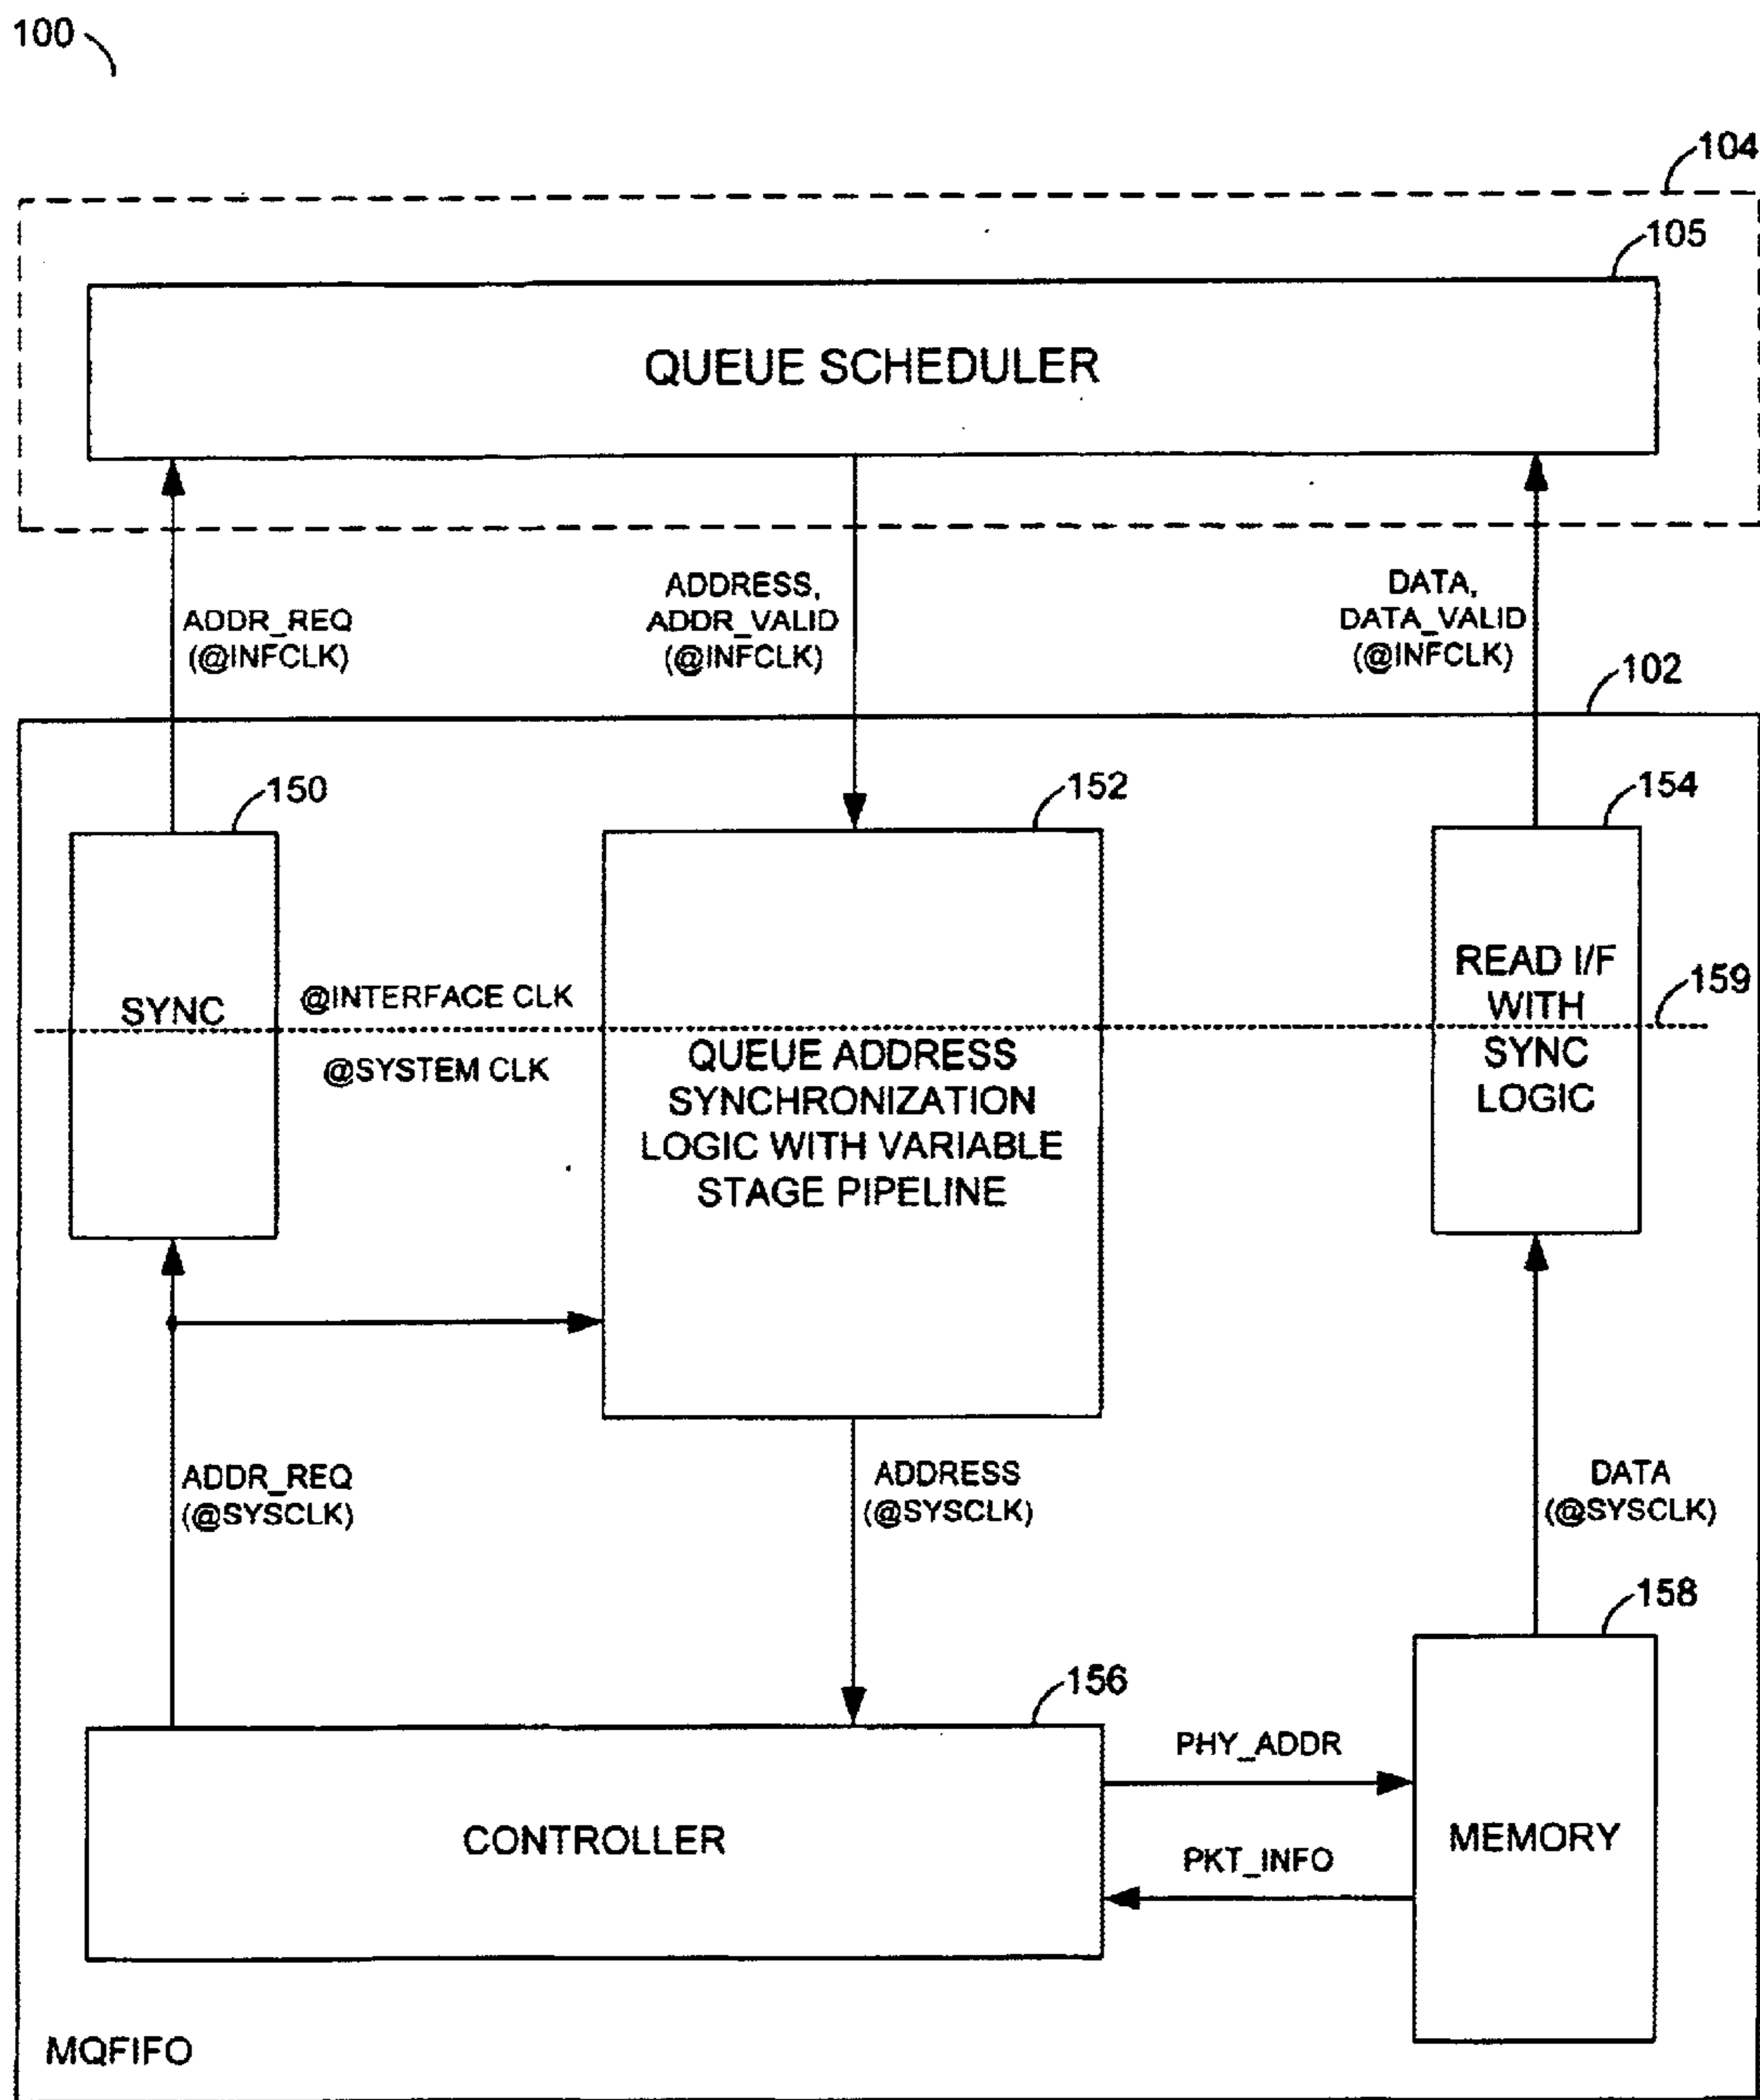 100
104
105
QUEUE SCHEDULER
ADDR_REQ
(@INFCLK)
ADDRESS,
ADDR_VALID
(@INFCLK)
DATA,
DATA_VALID
(@INFCLK)
102
150
152
154
SYNC
@INTERFACE CLK
@SYSTEM CLK
QUEUE ADDRESS
SYNCHRONIZATION
LOGIC WITH VARIABLE
STAGE PIPELINE
READ I/F
WITH
SYNC
LOGIC
159
ADDR_REQ
(@SYSCLK)
ADDRESS
(@SYSCLK)
DATA
(@SYSCLK)
158
156
CONTROLLER
PHY_ADDR
PKT_INFO
MEMORY
MQFIFO